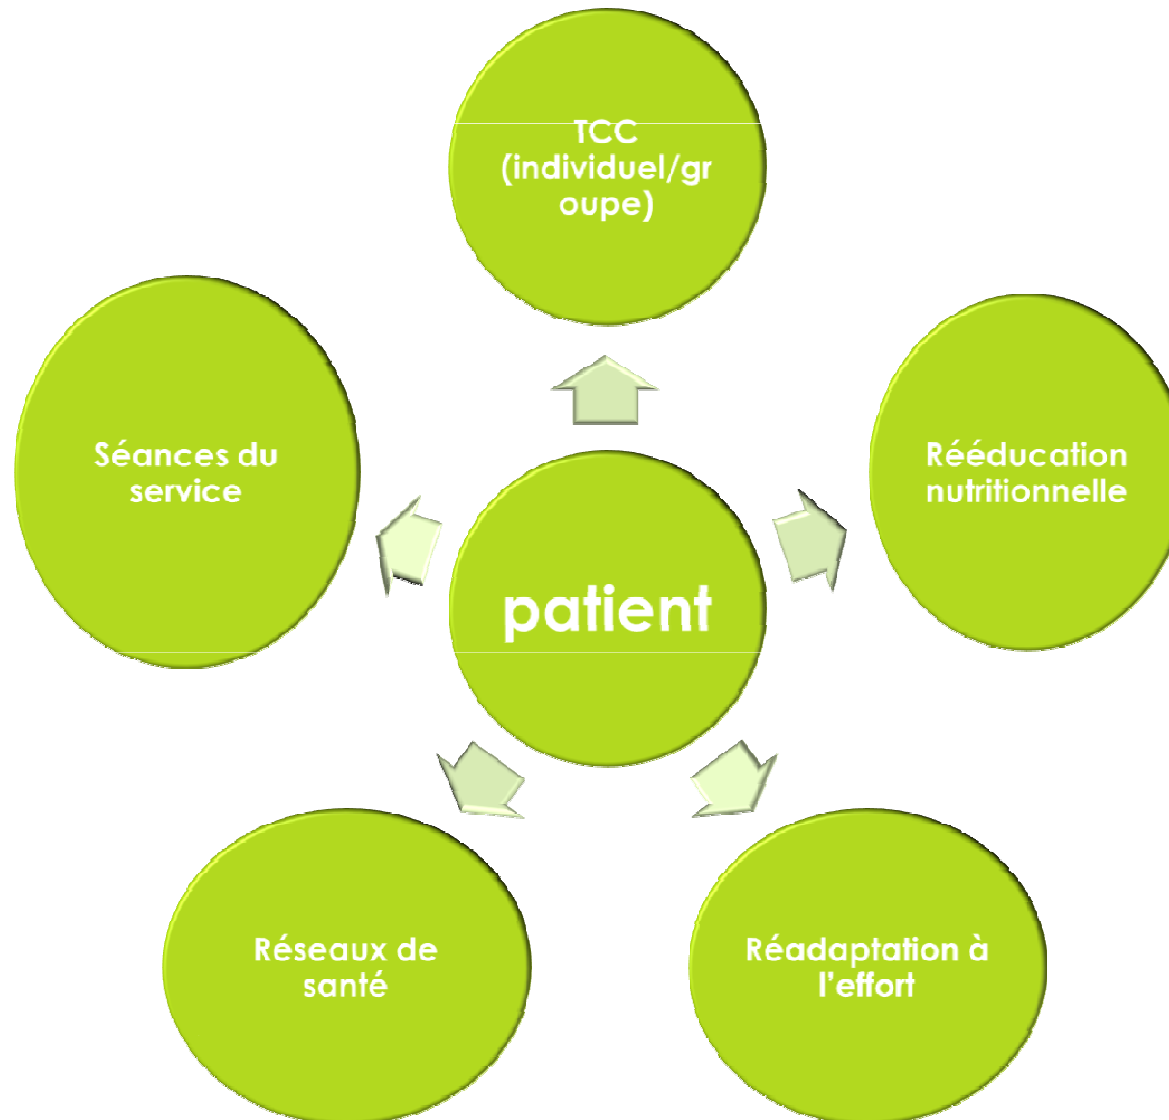 TCC
(individuel/gr
oupe)
Séances du
service
Rééducation
nutritionnelle
patient
Réseaux de
santé
Réadaptation à
l'effort